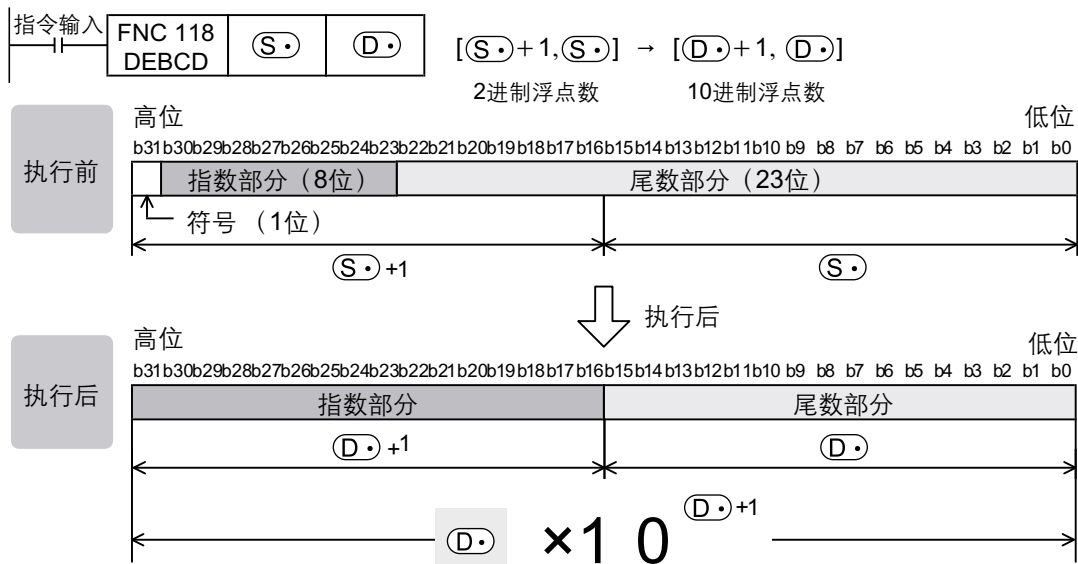 指令输入 FNC 118 DEBCD S· D· [S·+1,S·] → [D·+1, D·]
2进制浮点数 10进制浮点数
高位 低位
b31b30b29b28b27b26b25b24b23b22b21b20b19b18b17b16b15b14b13b12b11b10 b9 b8 b7 b6 b5 b4 b3 b2 b1 b0
执行前 指数部分（8位） 尾数部分（23位）
符号 （1位）
S·+1 S·
执行后
高位 低位
b31b30b29b28b27b26b25b24b23b22b21b20b19b18b17b16b15b14b13b12b11b10 b9 b8 b7 b6 b5 b4 b3 b2 b1 b0
执行后 指数部分 尾数部分
D·+1 D·
D· ×10 D·+1